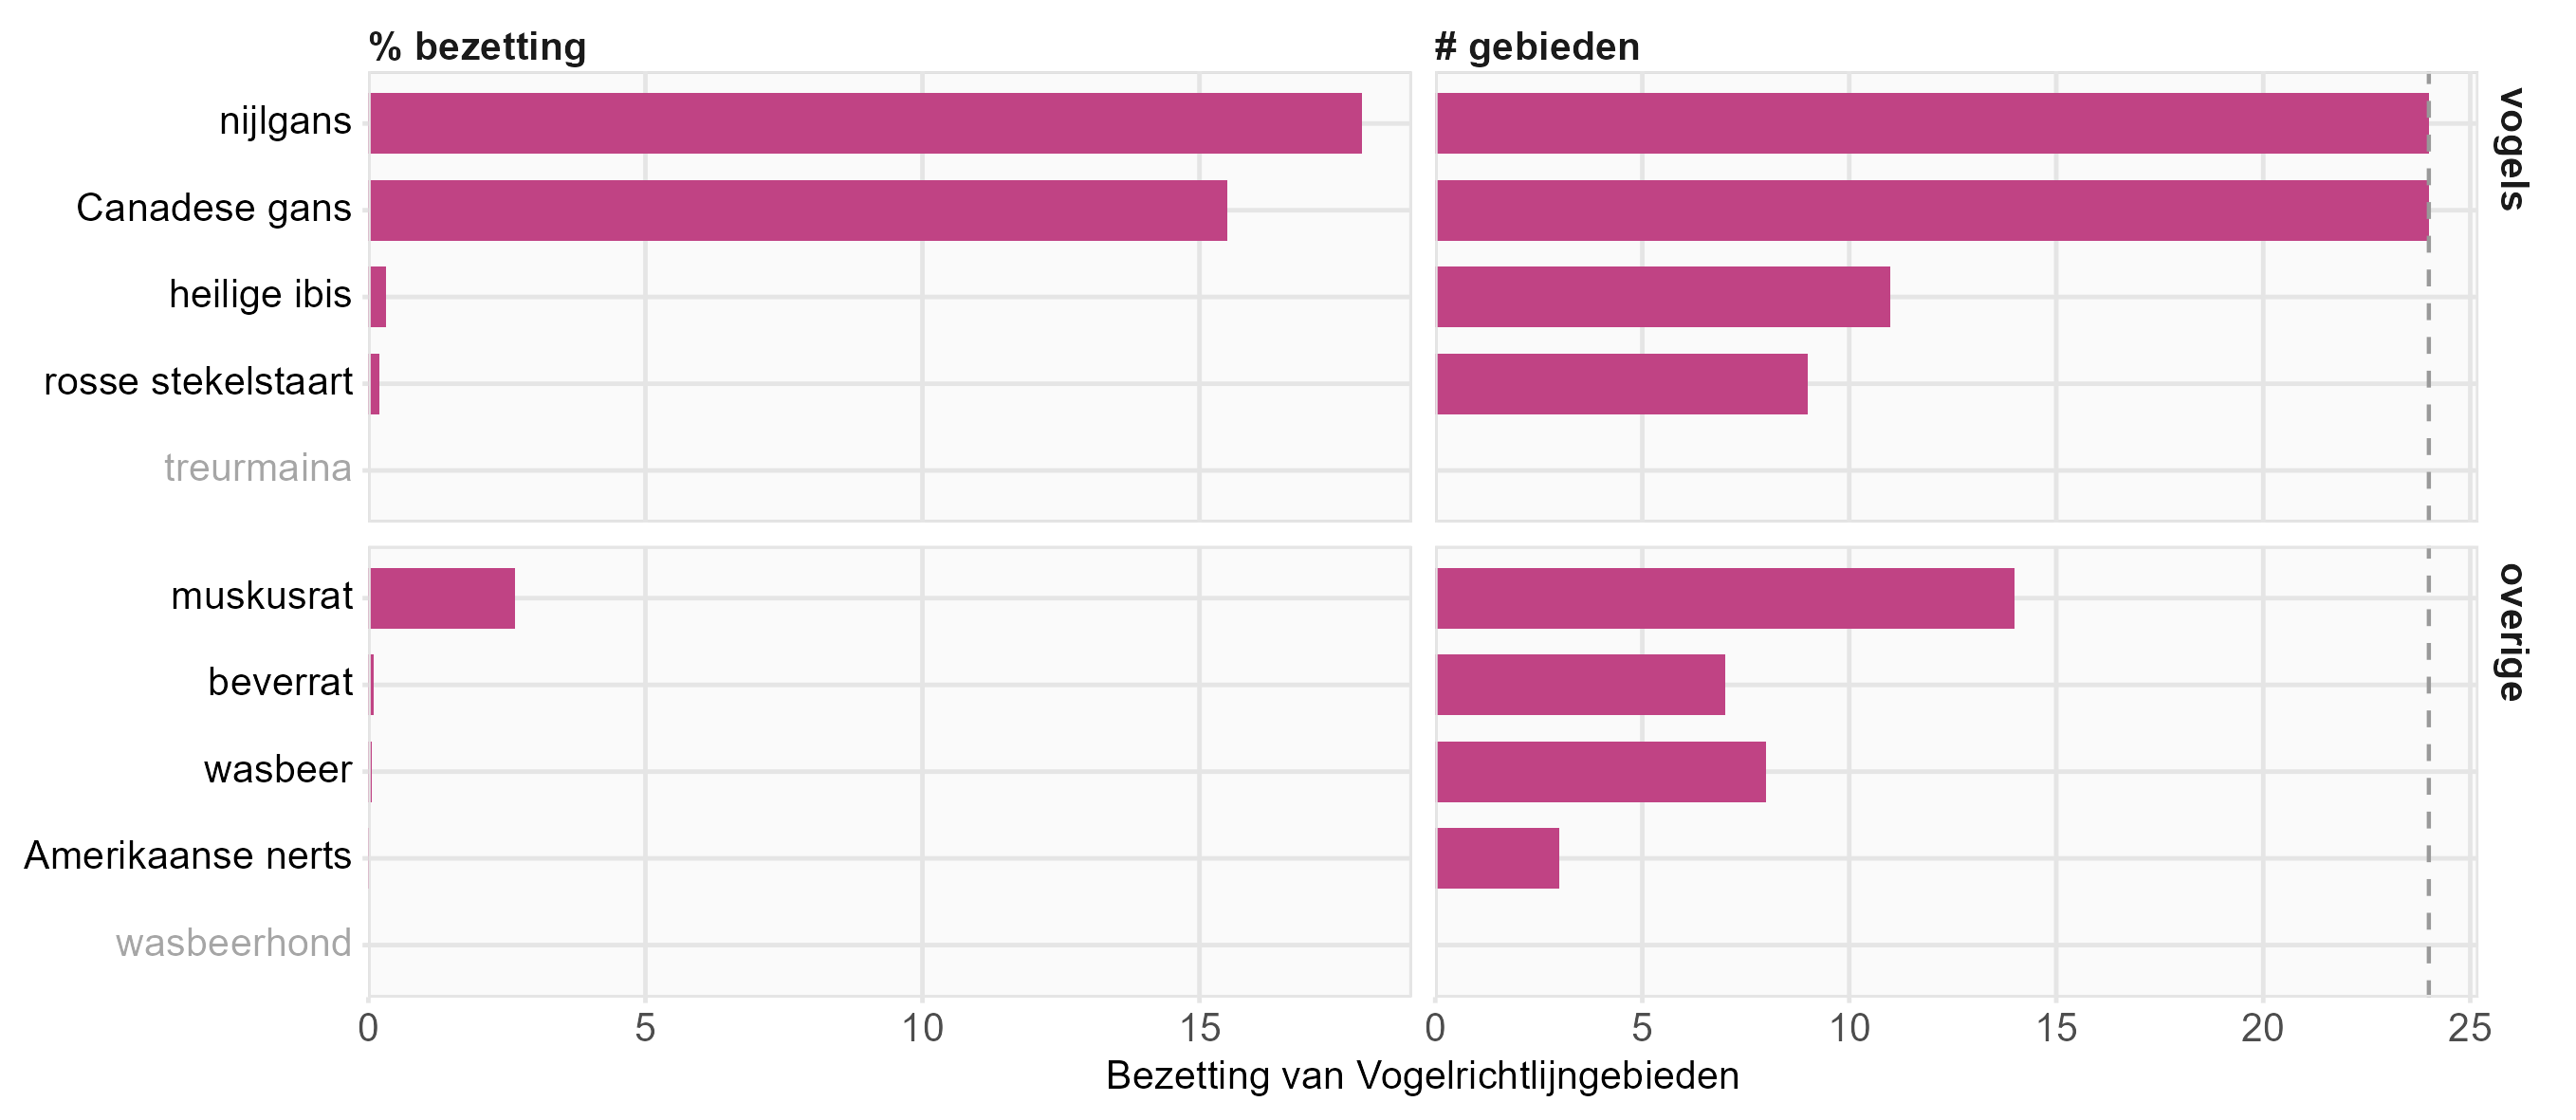 % bezetting
# gebieden
nijlgans
Canadese gans
heilige ibis
rosse stekelstaart
treurmaina
vogels
muskusrat
beverrat
wasbeer
Amerikaanse nerts
wasbeerhond
overige
0 5 10 15
0 5 10 15 20 25
Bezetting van Vogelrichtlijngebieden